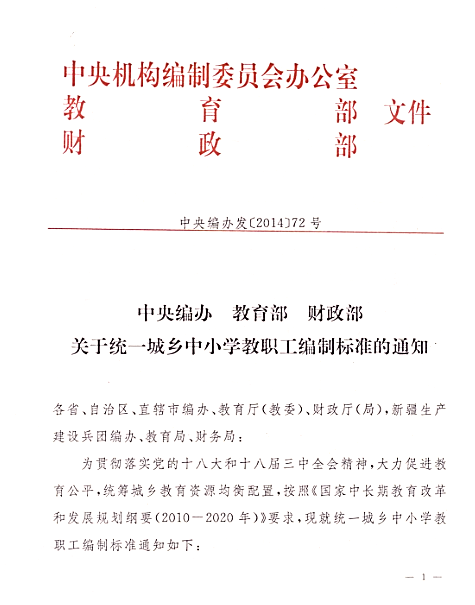 中央机构编制委员会办公室
教育部 文件
财政部
中央编办发〔2014〕72号
中央编办 教育部 财政部
关于统一城乡中小学教职工编制标准的通知
各省、自治区、直辖市编办、教育厅(教委)、财政厅(局),新疆生产
建设兵团编办、教育局、财务局:
为贯彻落实党的十八大和十八届三中全会精神,大力促进教
育公平,统筹城乡教育资源均衡配置,按照《国家中长期教育改革
和发展规划纲要(2010—2020年)》要求,现就统一城乡中小学教
职工编制标准通知如下:
— 1 —